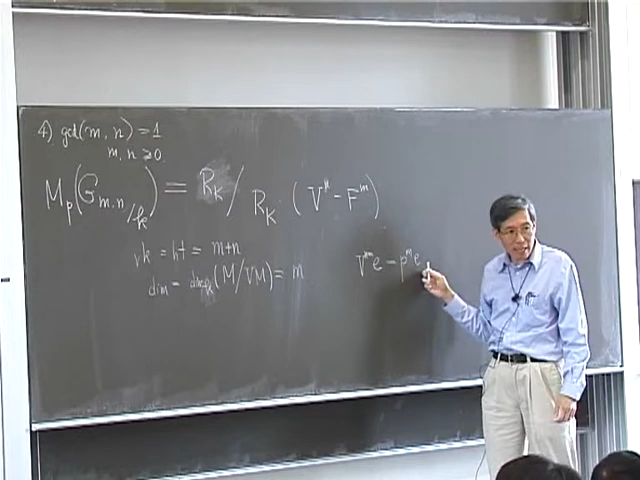 4) gcd(m, n) = 1
m, n ⩾ 0
M_p(G_{m,n/k}) = R_K / R_K (V^n - F^m)
rk = ht = m+n
dim = dim_k(M/VM) = m
e - p^m e